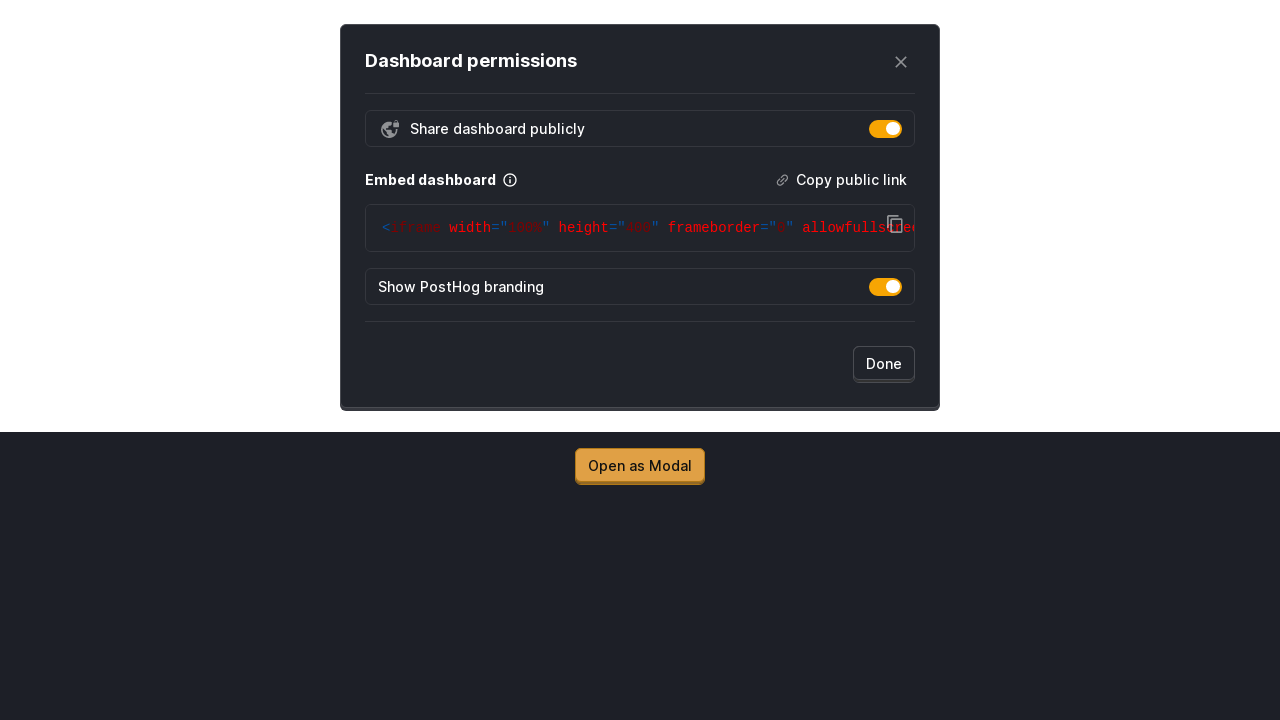 Dashboard permissions
Share dashboard publicly
Embed dashboard
Copy public link
<iframe width="100%" height="400" frameborder="0" allowfullscree
Show PostHog branding
Done
Open as Modal